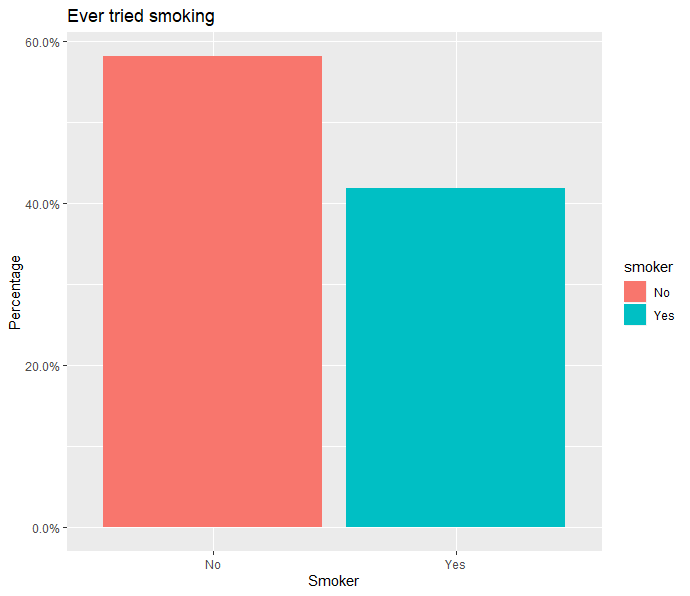 Ever tried smoking
60.0%
40.0%
20.0%
0.0%
Percentage
No
Yes
Smoker
smoker
No
Yes